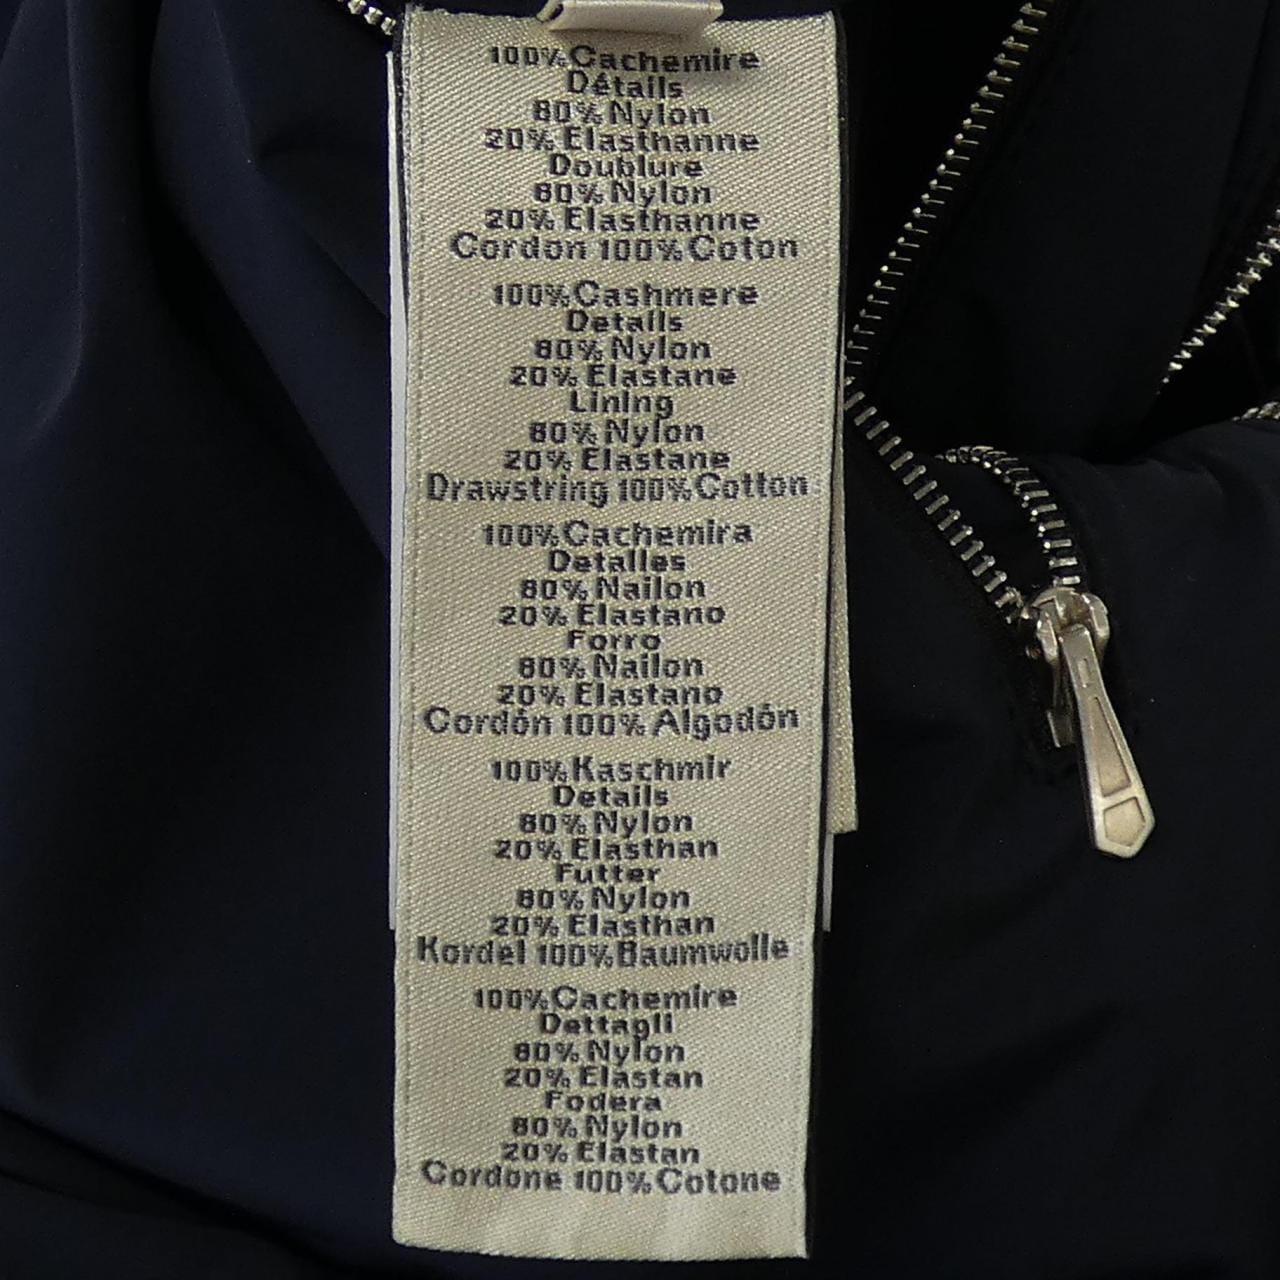 100%Cachemire
Détails
80% Nylon
20% Elasthanne
Doublure
80% Nylon
20% Elasthanne
Cordon 100%Coton
100%Cashmere
Details
80% Nylon
20% Elastane
Lining
80% Nylon
20% Elastane
Drawstring 100%Cotton
100%Cachemira
Detalles
80% Nailon
20% Elastano
Forro
80% Nailon
20% Elastano
Cordón 100% Algodón
100%Kaschmir
Details
80% Nylon
20% Elasthan
Futter
80% Nylon
20% Elasthan
Kordel 100%Baumwolle
100%Cachemire
Dettagli
80% Nylon
20% Elastan
Fodera
80% Nylon
20% Elastan
Cordone 100%Cotone